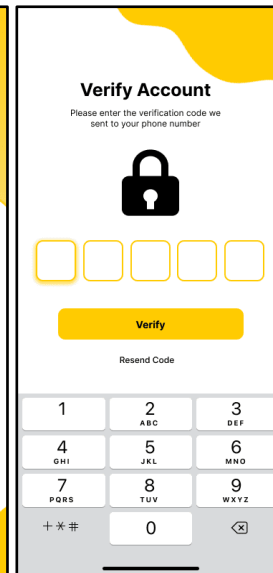 Verify Account
Please enter the verification code we
sent to your phone number
Verify
Resend Code
1 2 3
ABC DEF
4 5 6
GHI JKL MNO
7 8 9
PQRS TUV WXYZ
+*# 0